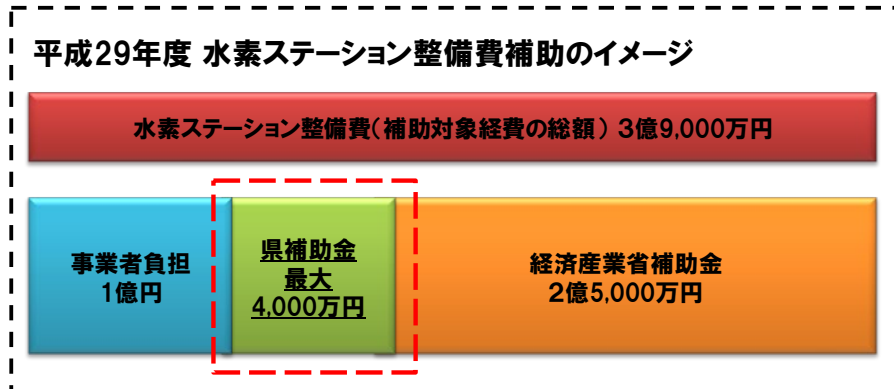 平成29年度 水素ステーション整備費補助のイメージ
水素ステーション整備費(補助対象経費の総額) 3億9,000万円
事業者負担
1億円
県補助金
最大
4,000万円
経済産業省補助金
2億5,000万円